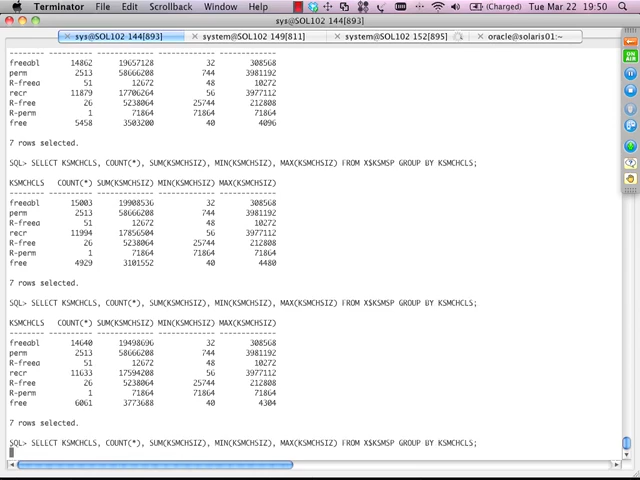 Terminator File Edit Scrollback Window Help (Charged) Tue Mar 22 19:50
sys@SOL102 144[893]
sys@SOL102 144[893] system@SOL102 149[811] system@SOL102 152[895] oracle@solaris01:~
-------- ---------- ------------- ------------- -------------
freeabl 14862 19657128 32 308568
perm 2513 58666208 744 3981192
R-freea 51 12672 48 10272
recr 11879 17706264 56 3977112
R-free 26 5238064 25744 212808
R-perm 1 71864 71864 71864
free 5458 3503200 40 4096
7 rows selected.
SQL> SELECT KSMCHCLS, COUNT(*), SUM(KSMCHSIZ), MIN(KSMCHSIZ), MAX(KSMCHSIZ) FROM X$KSMSP GROUP BY KSMCHCLS;
KSMCHCLS COUNT(*) SUM(KSMCHSIZ) MIN(KSMCHSIZ) MAX(KSMCHSIZ)
-------- ---------- ------------- ------------- -------------
freeabl 15003 19908536 32 308568
perm 2513 58666208 744 3981192
R-freea 51 12672 48 10272
recr 11994 17856504 56 3977112
R-free 26 5238064 25744 212808
R-perm 1 71864 71864 71864
free 4929 3101552 40 4480
7 rows selected.
SQL> SELECT KSMCHCLS, COUNT(*), SUM(KSMCHSIZ), MIN(KSMCHSIZ), MAX(KSMCHSIZ) FROM X$KSMSP GROUP BY KSMCHCLS;
KSMCHCLS COUNT(*) SUM(KSMCHSIZ) MIN(KSMCHSIZ) MAX(KSMCHSIZ)
-------- ---------- ------------- ------------- -------------
freeabl 14640 19498696 32 308568
perm 2513 58666208 744 3981192
R-freea 51 12672 48 10272
recr 11633 17594208 56 3977112
R-free 26 5238064 25744 212808
R-perm 1 71864 71864 71864
free 6061 3773688 40 4304
7 rows selected.
SQL> SELECT KSMCHCLS, COUNT(*), SUM(KSMCHSIZ), MIN(KSMCHSIZ), MAX(KSMCHSIZ) FROM X$KSMSP GROUP BY KSMCHCLS;
ON AIR